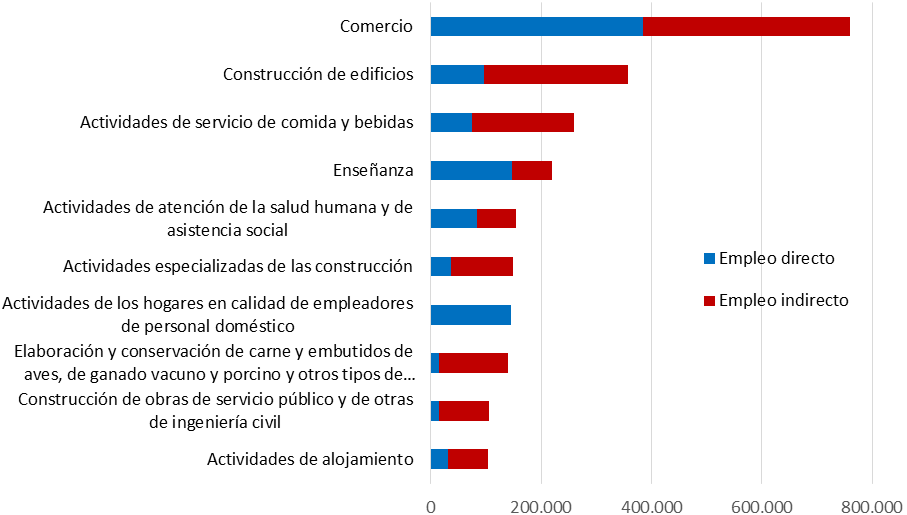 Comercio
Construcción de edificios
Actividades de servicio de comida y bebidas
Enseñanza
Actividades de atención de la salud humana y de
asistencia social
Actividades especializadas de las construcción
Actividades de los hogares en calidad de empleadores
de personal doméstico
Elaboración y conservación de carne y embutidos de
aves, de ganado vacuno y porcino y otros tipos de...
Construcción de obras de servicio público y de otras
de ingeniería civil
Actividades de alojamiento
Empleo directo
Empleo indirecto
0 200.000 400.000 600.000 800.000